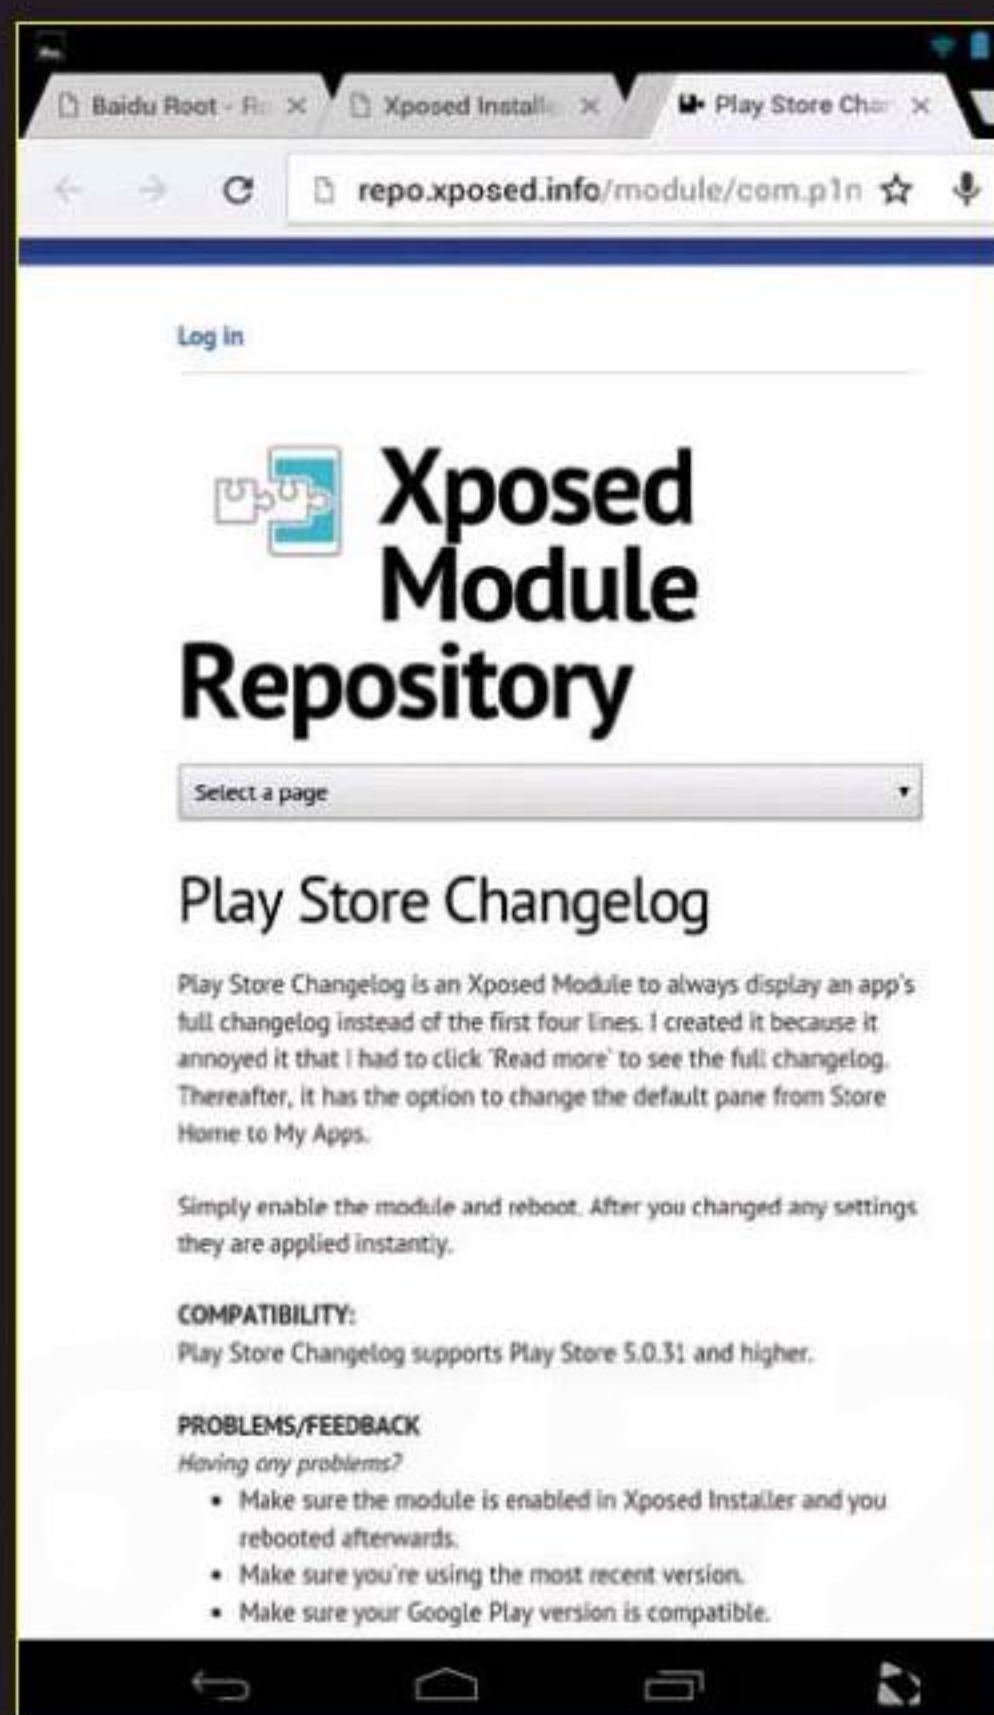 Baidu Root - R
Xposed Installe
Play Store Cha
repo.xposed.info/module/com.p1n
Log in
Xposed
Module
Repository
Select a page
Play Store Changelog
Play Store Changelog is an Xposed Module to always display an app's
full changelog instead of the first four lines. I created it because it
annoyed it that I had to click 'Read more' to see the full changelog.
Thereafter, it has the option to change the default pane from Store
Home to My Apps.
Simply enable the module and reboot. After you changed any settings
they are applied instantly.
COMPATIBILITY:
Play Store Changelog supports Play Store 5.0.31 and higher.
PROBLEMS/FEEDBACK
Having any problems?
• Make sure the module is enabled in Xposed Installer and you
rebooted afterwards.
• Make sure you're using the most recent version.
• Make sure your Google Play version is compatible.